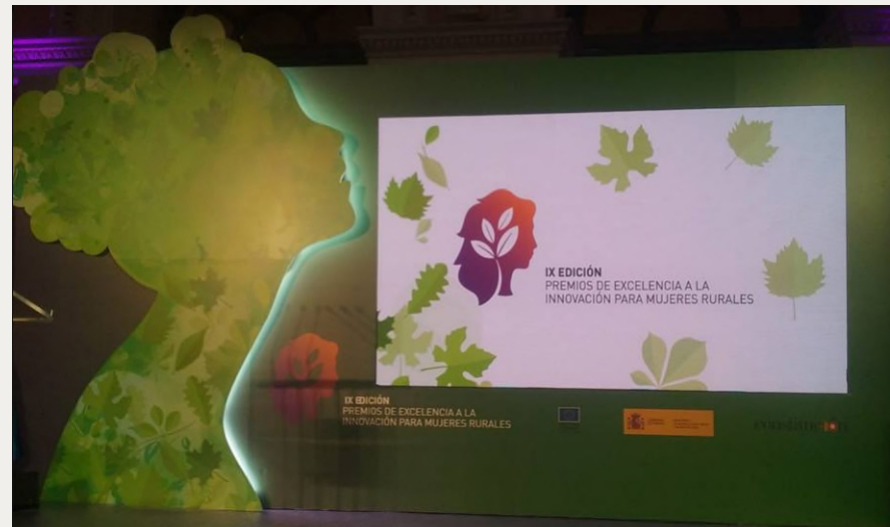 IX EDICIÓN
PREMIOS DE EXCELENCIA A LA
INNOVACIÓN PARA MUJERES RURALES
IX EDICIÓN
PREMIOS DE EXCELENCIA A LA
INNOVACIÓN PARA MUJERES RURALES